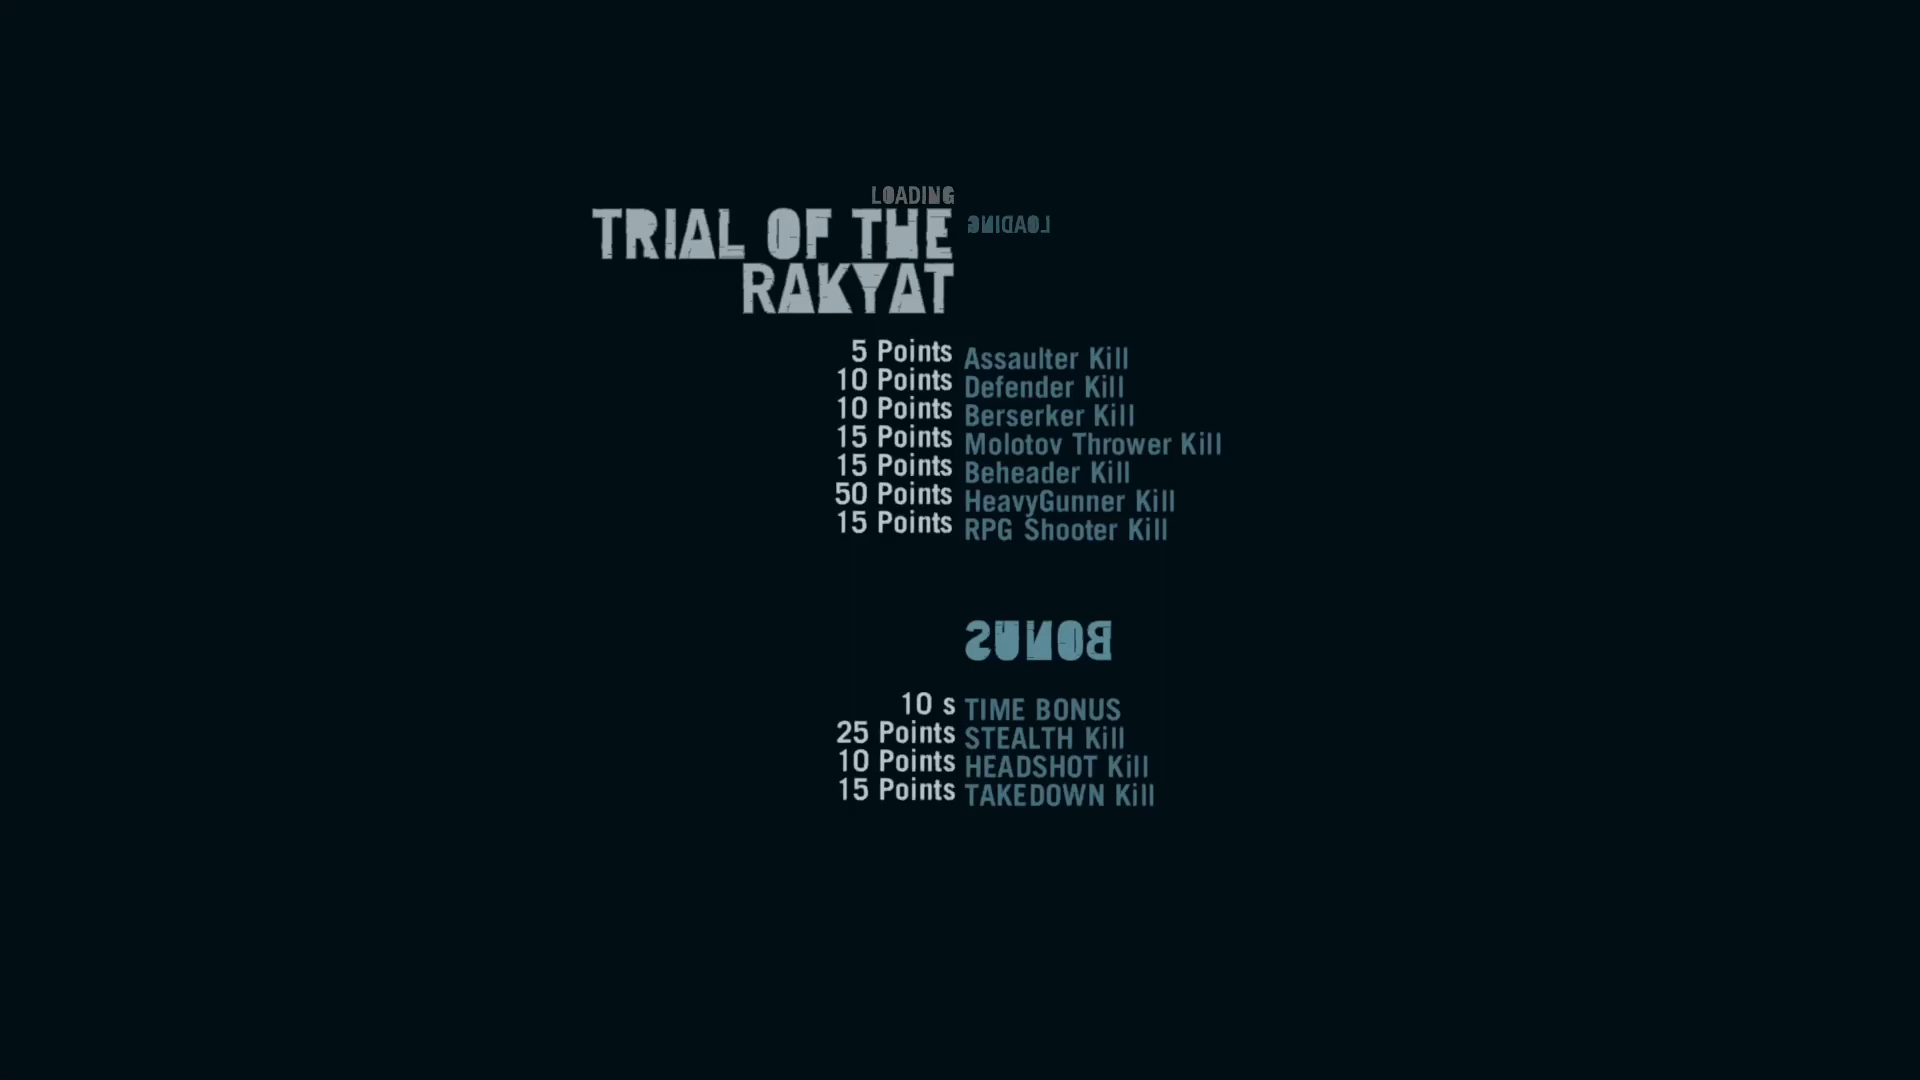 LOADING
TRIAL OF THE
RAKYAT
LOADING
5 Points Assaulter Kill
10 Points Defender Kill
10 Points Berserker Kill
15 Points Molotov Thrower Kill
15 Points Beheader Kill
50 Points HeavyGunner Kill
15 Points RPG Shooter Kill
BONUS
10 s TIME BONUS
25 Points STEALTH Kill
10 Points HEADSHOT Kill
15 Points TAKEDOWN Kill